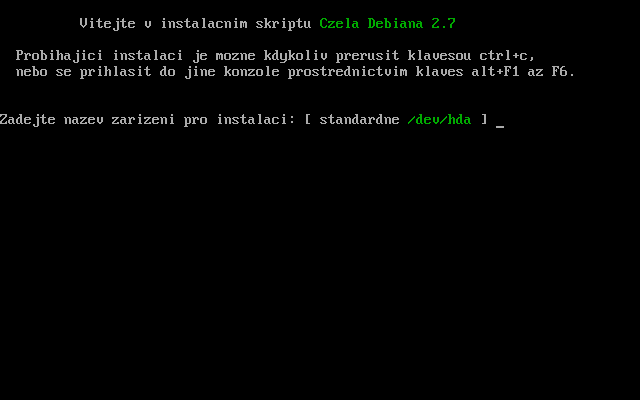 Vitejte v instalacnim skriptu Czela Debiana 2.7
Probihajici instalaci je mozne kdykoliv prerusit klavesou ctrl+c,
nebo se prihlasit do jine konzole prostrednictvim klaves alt+F1 az F6.
Zadejte nazev zarizeni pro instalaci: [ standardne /dev/hda ] _